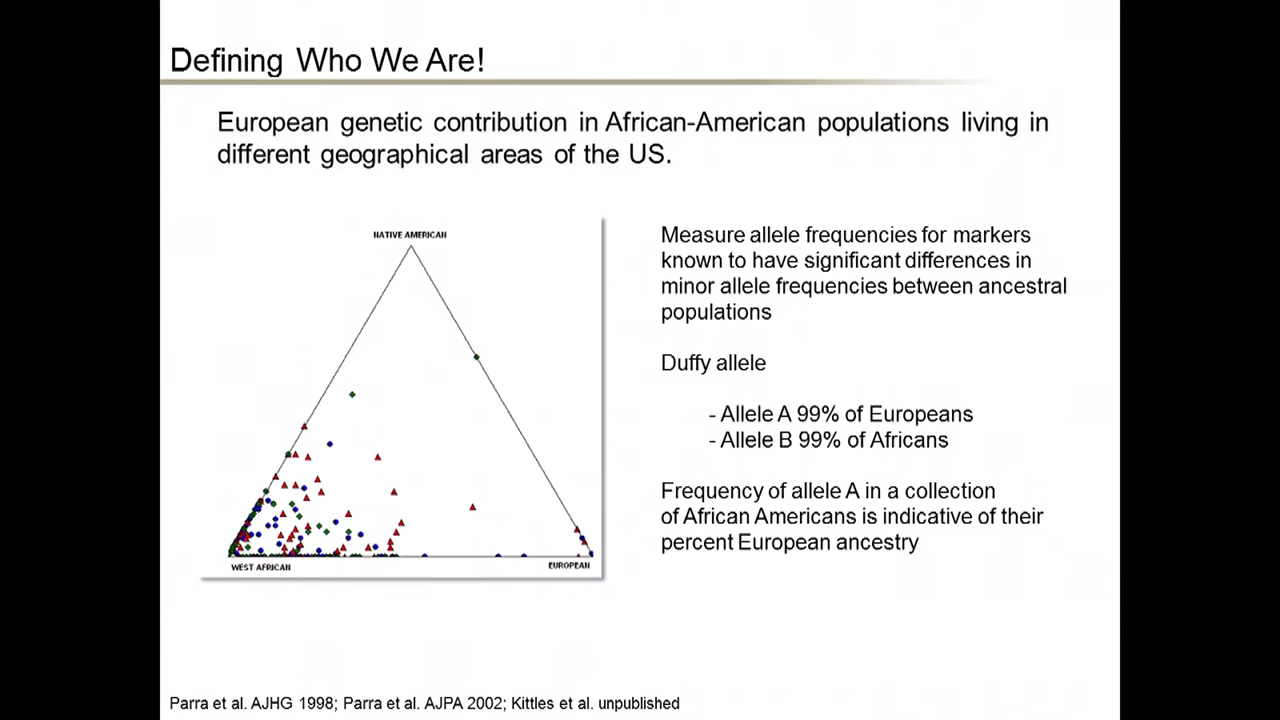 Defining Who We Are!
European genetic contribution in African-American populations living in
different geographical areas of the US.
NATIVE AMERICAN
WEST AFRICAN
EUROPEAN
Measure allele frequencies for markers
known to have significant differences in
minor allele frequencies between ancestral
populations
Duffy allele
- Allele A 99% of Europeans
- Allele B 99% of Africans
Frequency of allele A in a collection
of African Americans is indicative of their
percent European ancestry
Parra et al. AJHG 1998; Parra et al. AJPA 2002; Kittles et al. unpublished